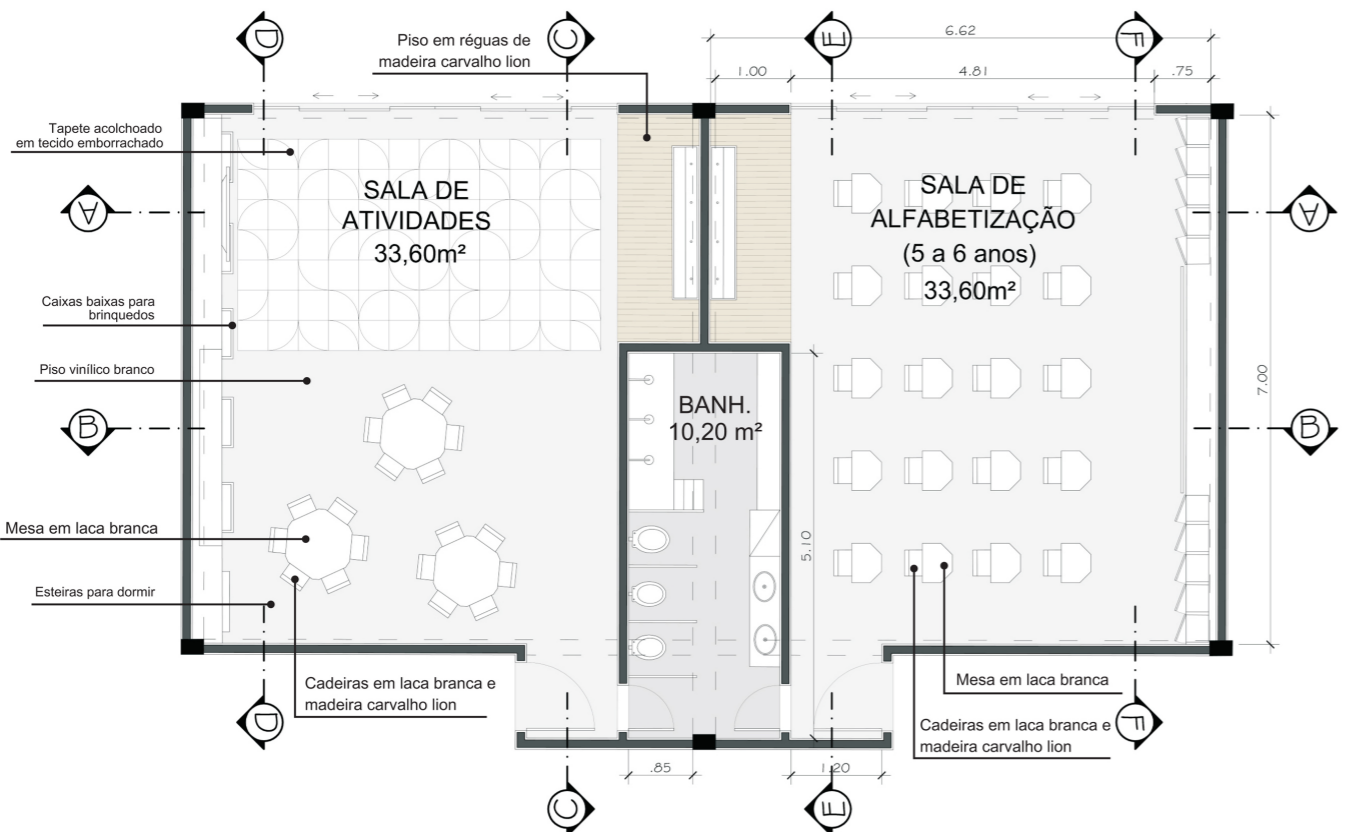 D
C
E
F
6.62
1.00
4.81
.75
Piso em réguas de
madeira carvalho lion
Tapete acolchoado
em tecido emborrachado
A
SALA DE
ATIVIDADES
33,60m²
SALA DE
ALFABETIZAÇÃO
(5 a 6 anos)
33,60m²
A
Caixas baixas para
brinquedos
Piso vinílico branco
7.00
B
BANH.
10,20 m²
B
Mesa em laca branca
5.10
Esteiras para dormir
Cadeiras em laca branca e
madeira carvalho lion
Mesa em laca branca
Cadeiras em laca branca e
madeira carvalho lion
D
F
.85
1.20
C
E